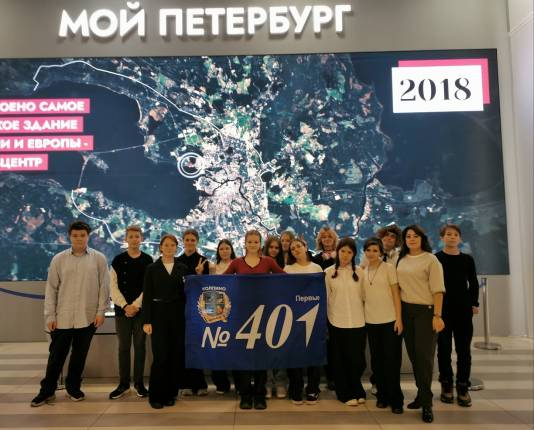 МОЙ ПЕТЕРБУРГ
2018
ОЕНО САМОЕ
КОЕ ЗДАНИЕ
И И ЕВРОПЫ -
ЦЕНТР
КОЛПИНО
Первые
№ 401